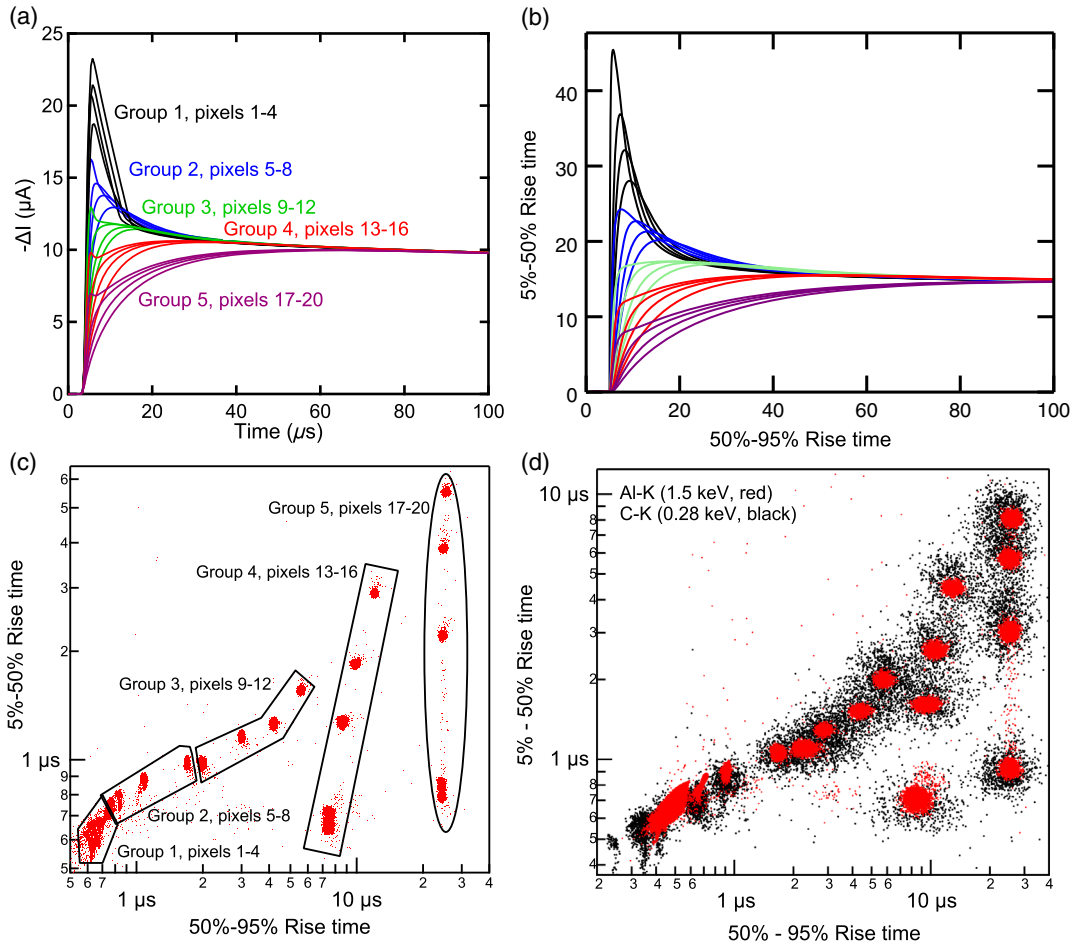 (a)
25
20
15
10
5
0
-ΔI (µA)
Group 1, pixels 1-4
Group 2, pixels 5-8
Group 3, pixels 9-12
Group 4, pixels 13-16
Group 5, pixels 17-20
0 20 40 60 80 100
Time (µs)
(b)
40
30
20
10
0
5%-50% Rise time
0 20 40 60 80 100
50%-95% Rise time
(c)
6
5
4
3
2
1 µs
9
8
7
6
5
5%-50% Rise time
Group 5, pixels 17-20
Group 4, pixels 13-16
Group 3, pixels 9-12
Group 2, pixels 5-8
Group 1, pixels 1-4
5 6 7 2 3 4 5 6 7 2 3 4
1 µs 10 µs
50%-95% Rise time
(d)
Al-K (1.5 keV, red)
C-K (0.28 keV, black)
10 µs
8
7
6
5
4
3
2
1 µs
8
7
6
5
4
5% - 50% Rise time
2 3 4 5 6 2 3 4 5 6 2 3 4
1 µs 10 µs
50% - 95% Rise time